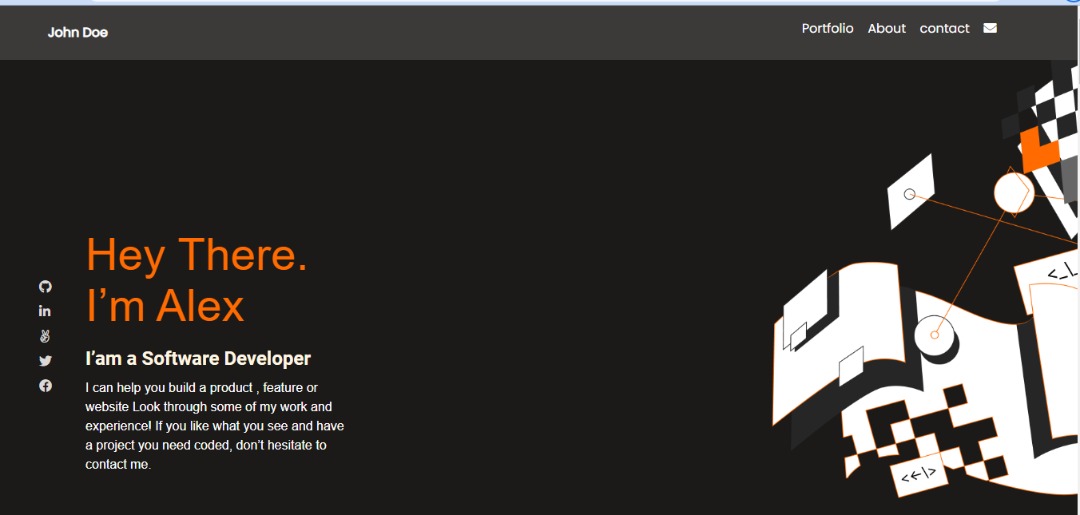 John Doe
Portfolio About contact
Hey There.
I’m Alex
I’am a Software Developer
I can help you build a product , feature or
website Look through some of my work and
experience! If you like what you see and have
a project you need coded, don’t hesitate to
contact me.
<_\
<←|>